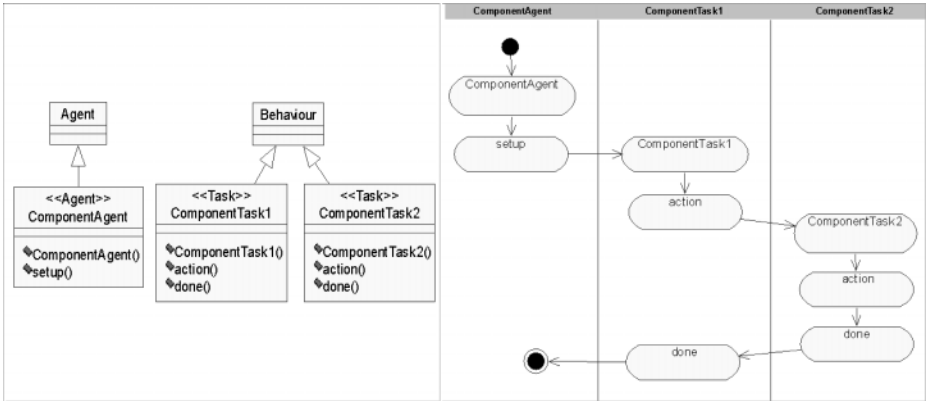 Agent
Behaviour
<<Agent>>
ComponentAgent
ComponentAgent()
setup()
<<Task>>
ComponentTask1
ComponentTask1()
action()
done()
<<Task>>
ComponentTask2
ComponentTask2()
action()
done()
ComponentAgent
ComponentTask1
ComponentTask2
ComponentAgent
setup
ComponentTask1
action
ComponentTask2
action
done
done